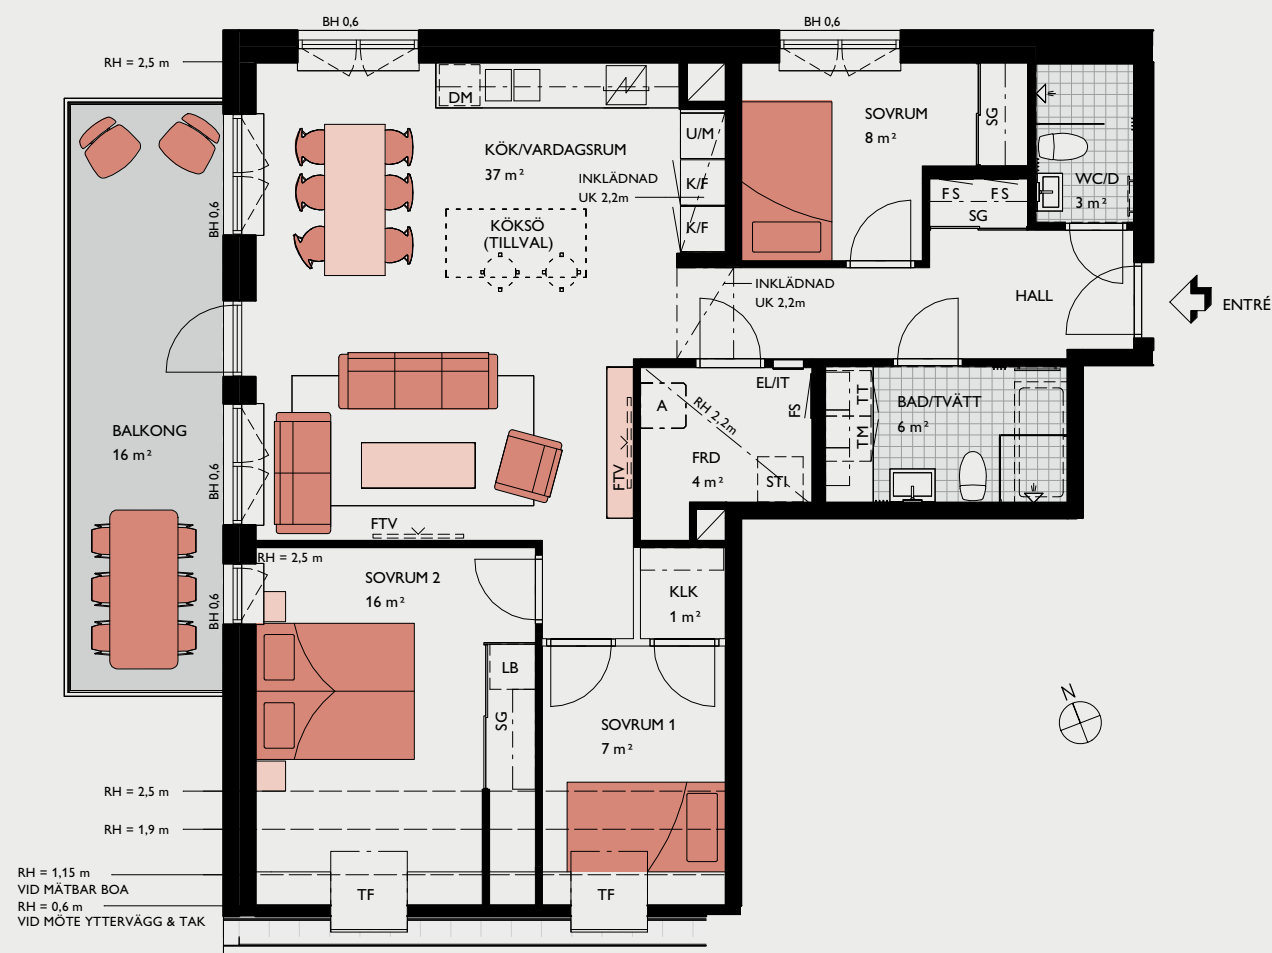 BH 0,6
BH 0,6
RH = 2,5 m
DM
U/M
K/F
K/F
KÖK/VARDAGSRUM
37 m²
INKLÄDNAD
UK 2,2m
KÖKSÖ
(TILLVAL)
SOVRUM
8 m²
SG
FS FS
SG
WC/D
3 m²
BH 0,6
INKLÄDNAD
UK 2,2m
HALL
ENTRÉ
BALKONG
16 m²
BH 0,6
FTV
A
RH 2,2m
EL/IT
FS
FRD
4 m²
STI
TT
TM
BAD/TVÄTT
6 m²
FTV
RH = 2,5 m
SOVRUM 2
16 m²
BH 0,6
KLK
1 m²
LB
SG
SOVRUM 1
7 m²
N
RH = 2,5 m
RH = 1,9 m
RH = 1,15 m
VID MÄTBAR BOA
RH = 0,6 m
VID MÖTE YTTERVÄGG & TAK
TF
TF